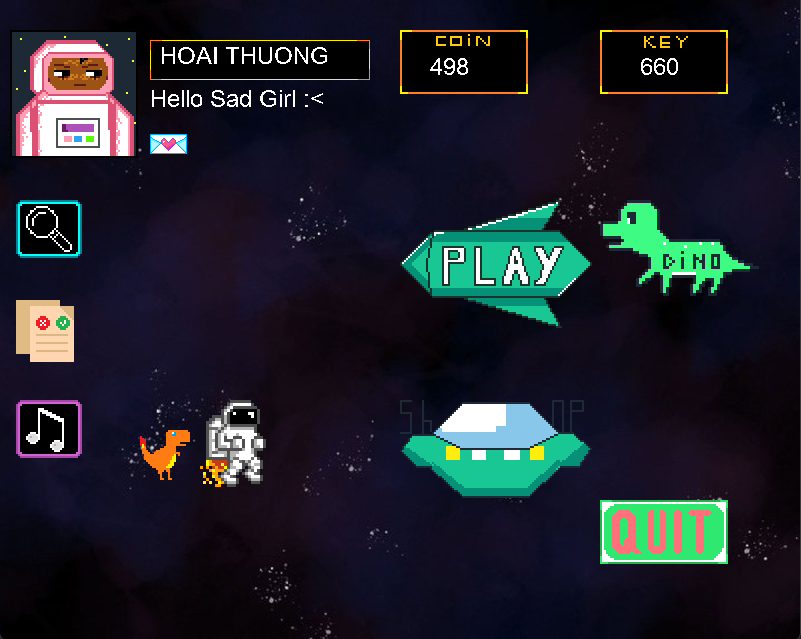 HOAI THUONG
Hello Sad Girl :<
COiN
498
KEY
660
PLAY
DiNO
QUIT